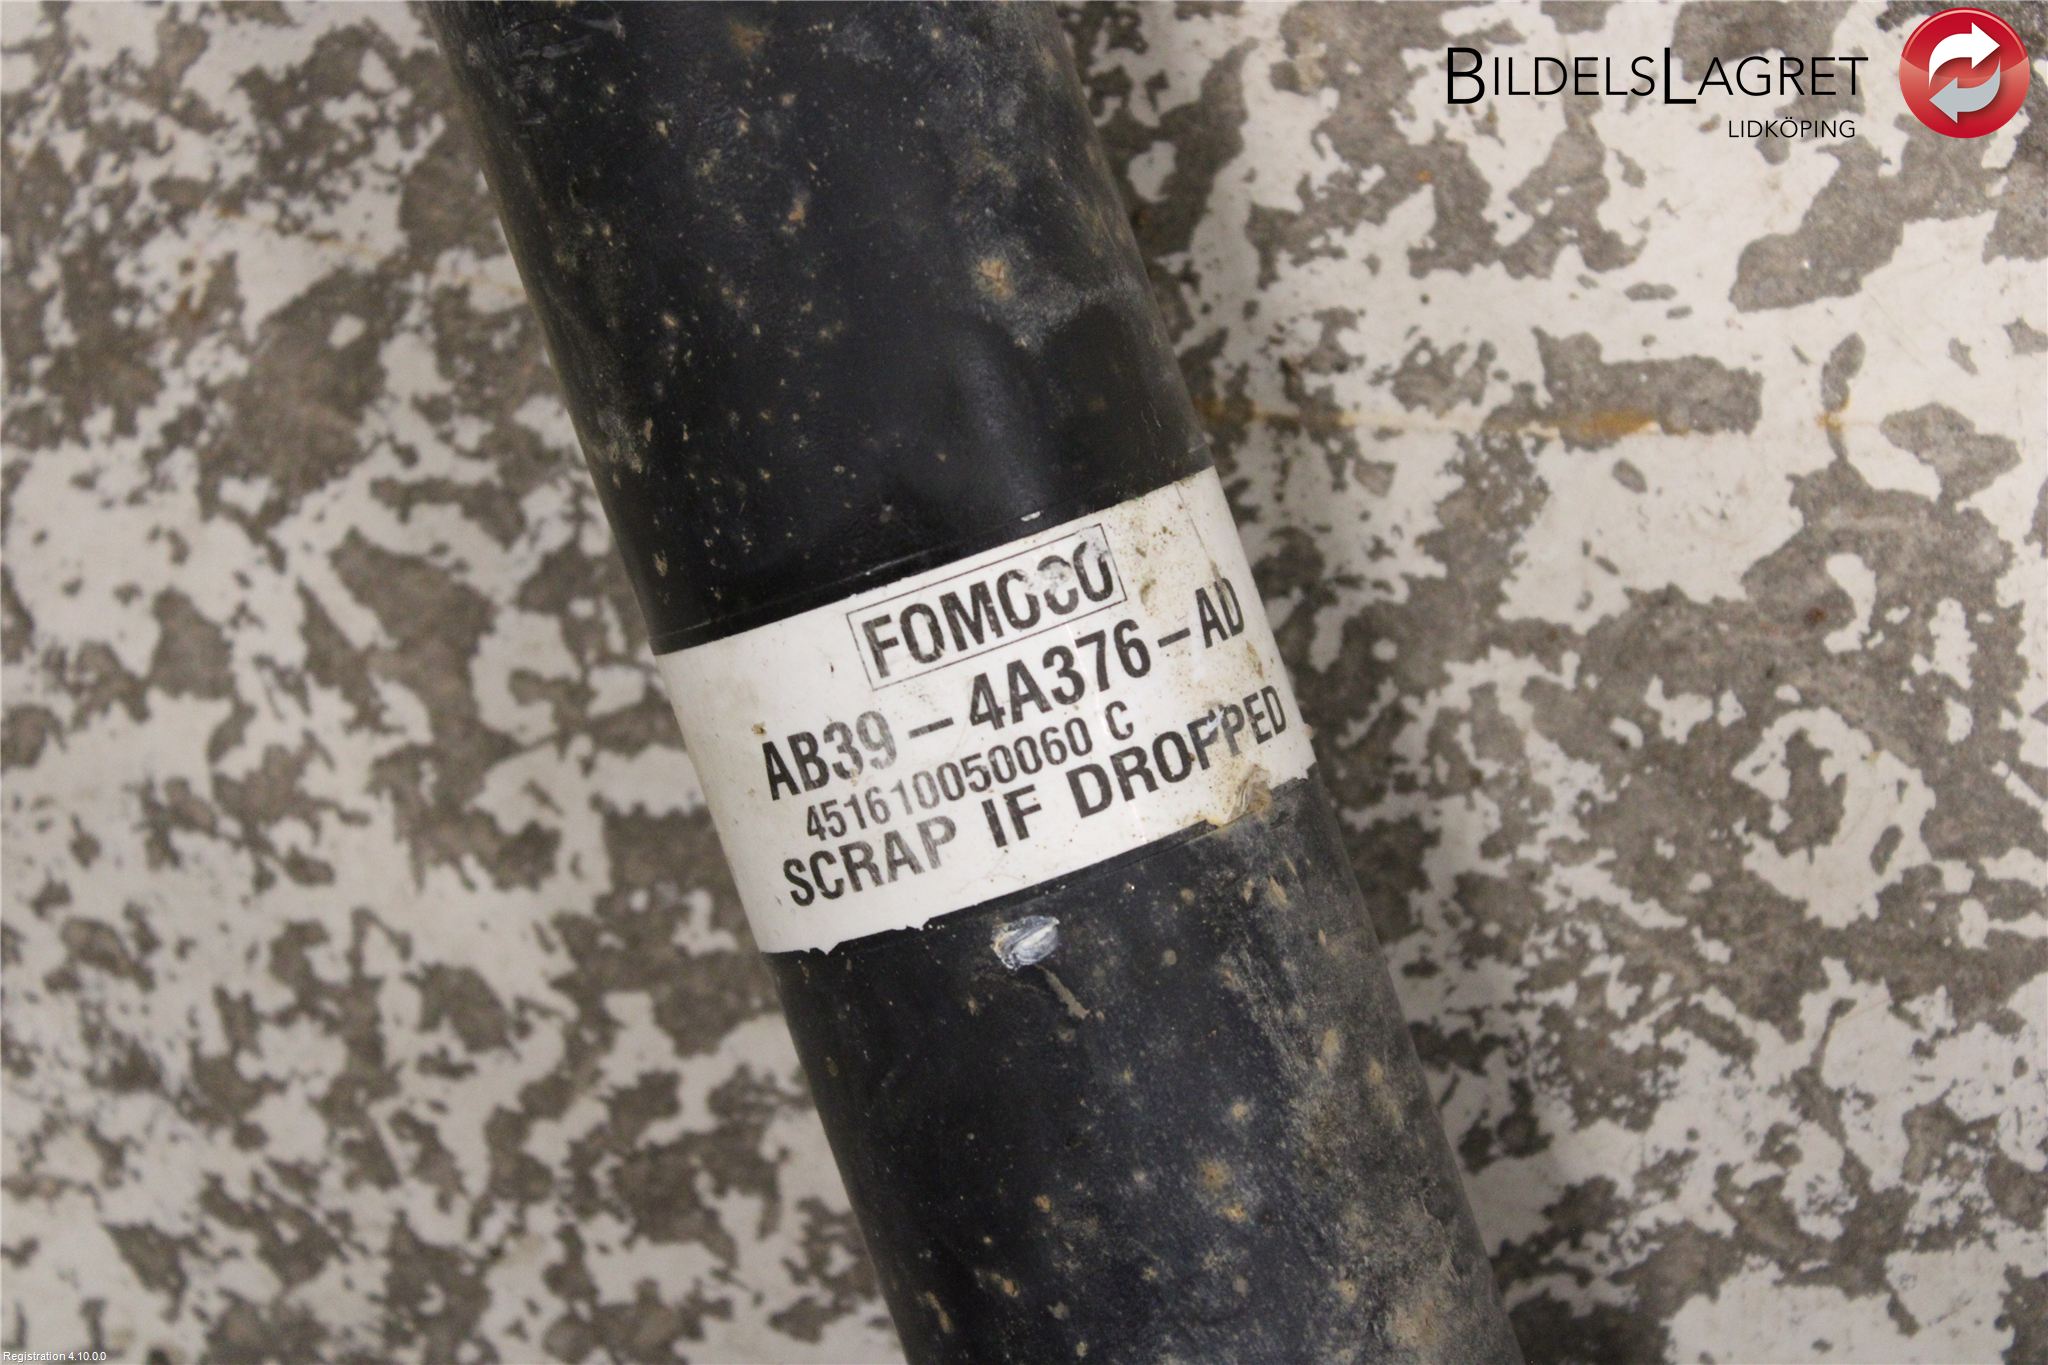 BILDELSLAGRET
LIDKÖPING
FOMOCO
AB39-4A376-AD
451610050060 C
SCRAP IF DROPPED
Registration 4.10.0.0